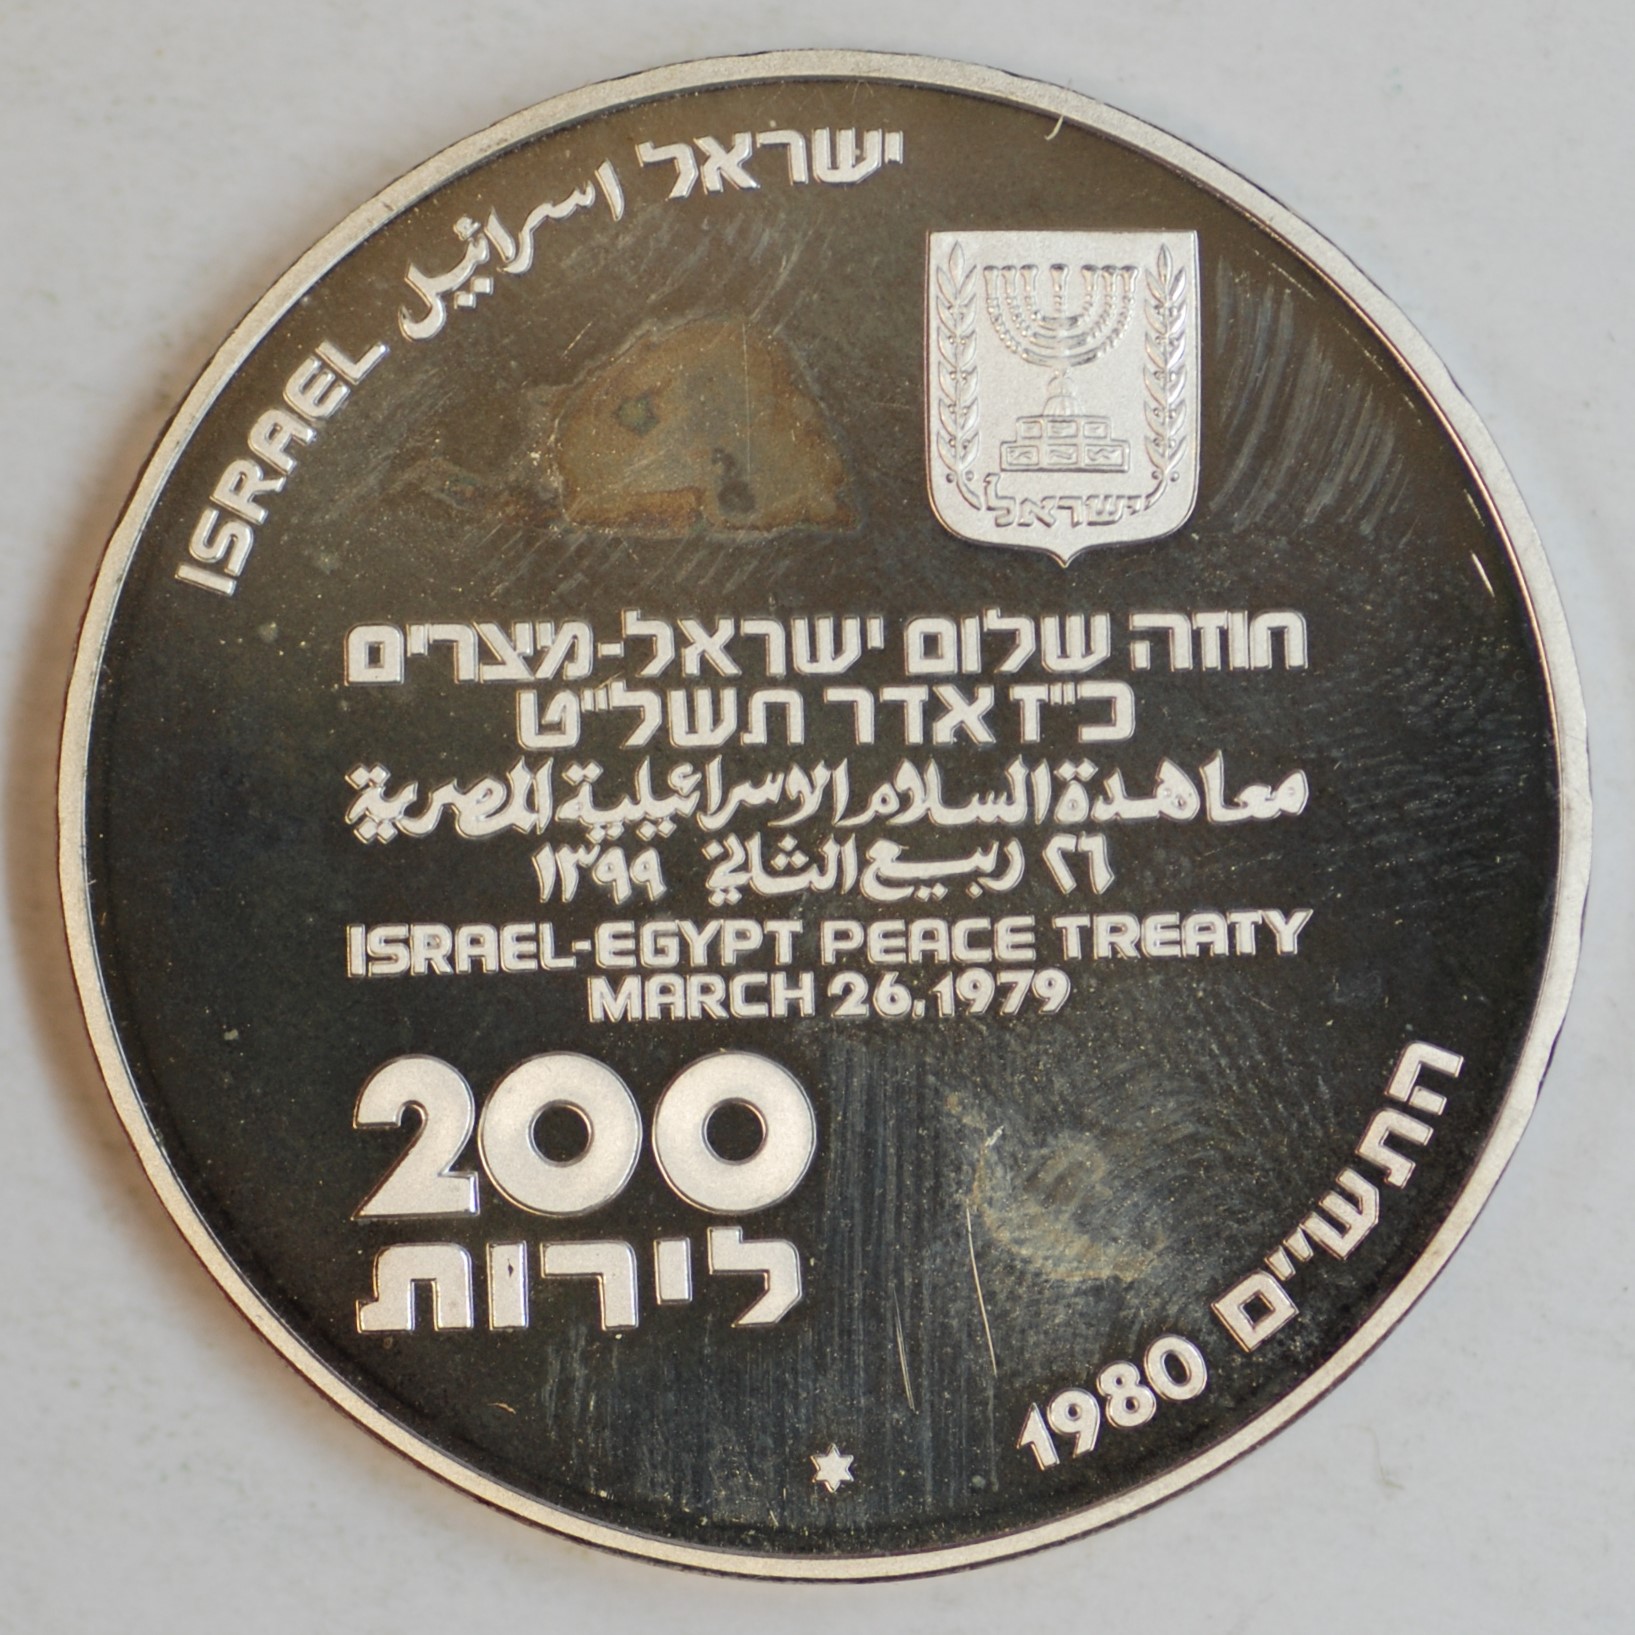 ישראל اسرائيل ISRAEL
ישראל
חוזה שלום ישראל-מצרים
כ"ז אדר תשל"ט
معاهدة السلام الاسرائيلية المصرية
٢٦ ربيع الثاني ١٣٩٩
ISRAEL-EGYPT PEACE TREATY
MARCH 26,1979
200
לירות
התש"ם 1980